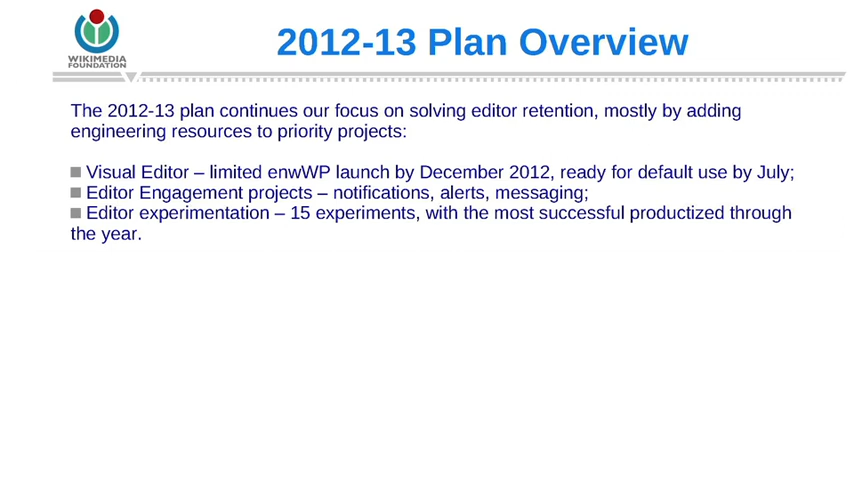 WIKIMEDIA
FOUNDATION
2012-13 Plan Overview
The 2012-13 plan continues our focus on solving editor retention, mostly by adding
engineering resources to priority projects:
Visual Editor – limited enwWP launch by December 2012, ready for default use by July;
Editor Engagement projects – notifications, alerts, messaging;
Editor experimentation – 15 experiments, with the most successful productized through
the year.